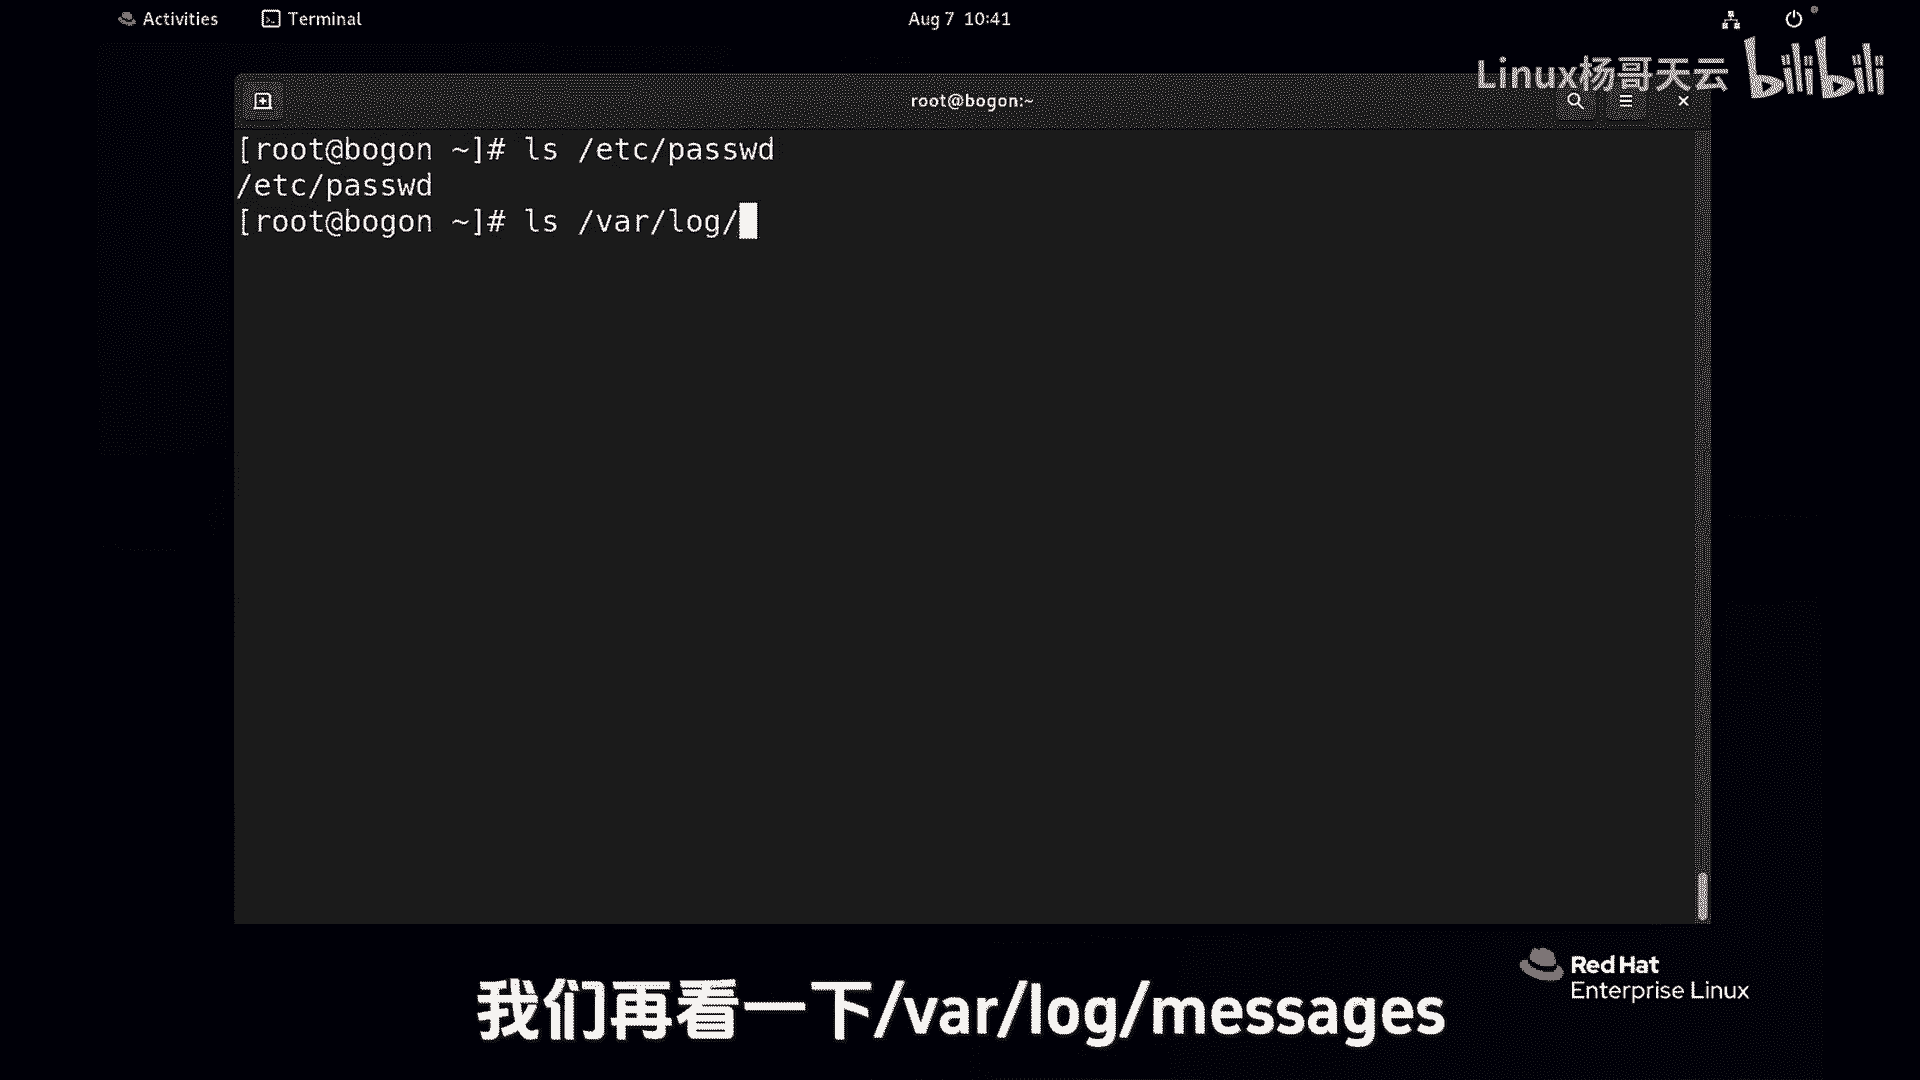 Activities Terminal Aug 7 10:41
Linux杨哥天云 bilibili
root@bogon:~
[root@bogon ~]# ls /etc/passwd
/etc/passwd
[root@bogon ~]# ls /var/log/
Red Hat
Enterprise Linux
我们再看一下/var/log/messages